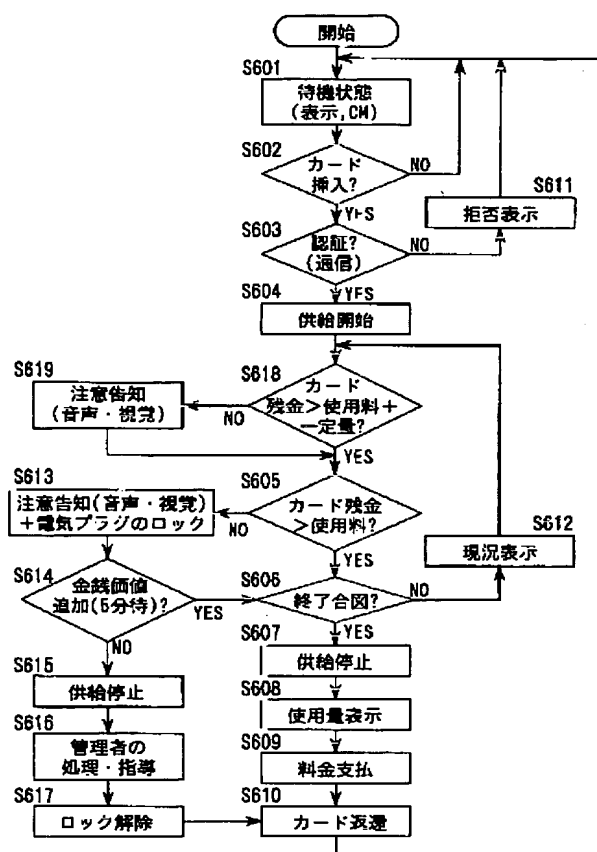 開始
S601
待機状態
(表示,CM)
S602
カード
挿入?
NO
YES
S611
拒否表示
S603
認証?
(通信)
NO
YES
S604
供給開始
S619
注意告知
(音声・視覚)
S618
カード
残金>使用料+
一定量?
NO
YES
S613
注意告知(音声・視覚)
+電気プラグのロック
S605
カード残金
>使用料?
NO
YES
S612
現況表示
S614
金銭価値
追加(5分待)?
YES
NO
S606
終了合図?
NO
YES
S607
供給停止
S615
供給停止
S608
使用量表示
S616
管理者の
処理・指導
S609
料金支払
S617
ロック解除
S610
カード返還